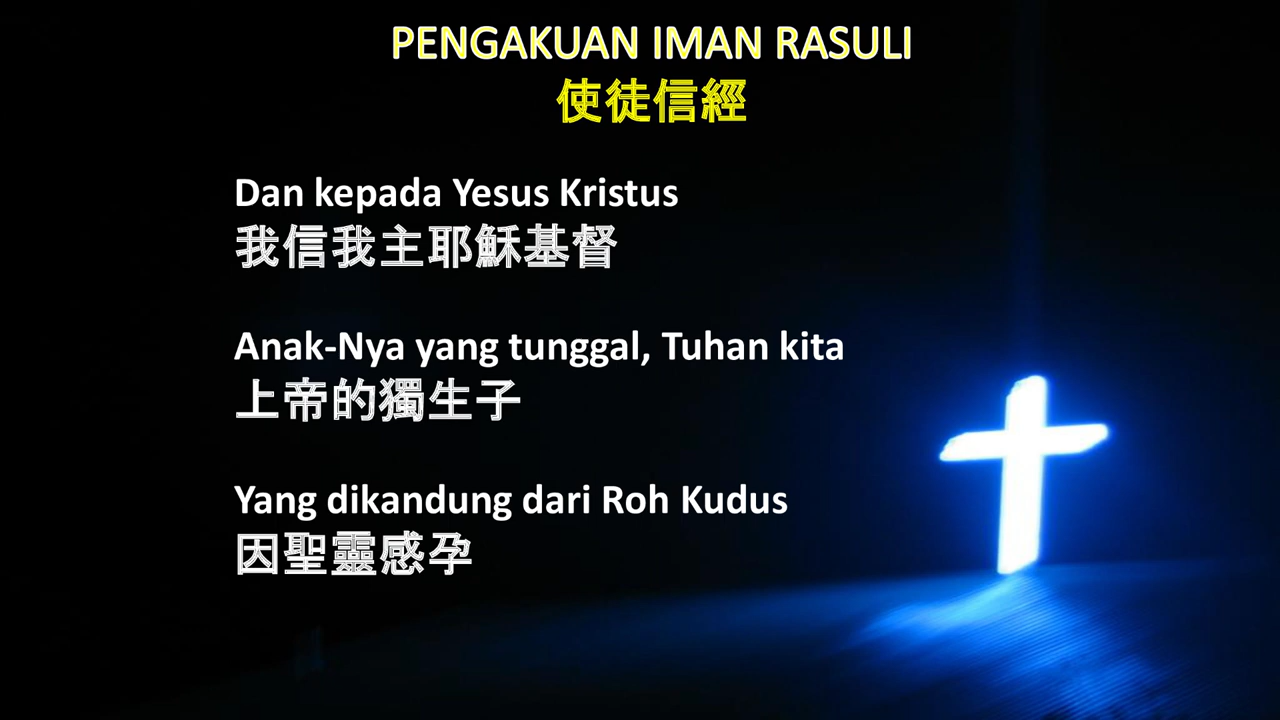 PENGAKUAN IMAN RASULI
使徒信經
Dan kepada Yesus Kristus
我信我主耶穌基督
Anak-Nya yang tunggal, Tuhan kita
上帝的獨生子
Yang dikandung dari Roh Kudus
因聖靈感孕